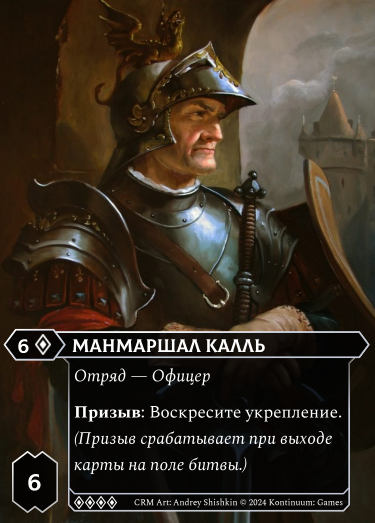 6 МАНМАРШАЛ КАЛЛЬ
Отряд — Офицер
Призыв: Воскресите укрепление.
(Призыв срабатывает при выходе
карты на поле битвы.)
6
CRM Art: Andrey Shishkin © 2024 Kontinuum: Games